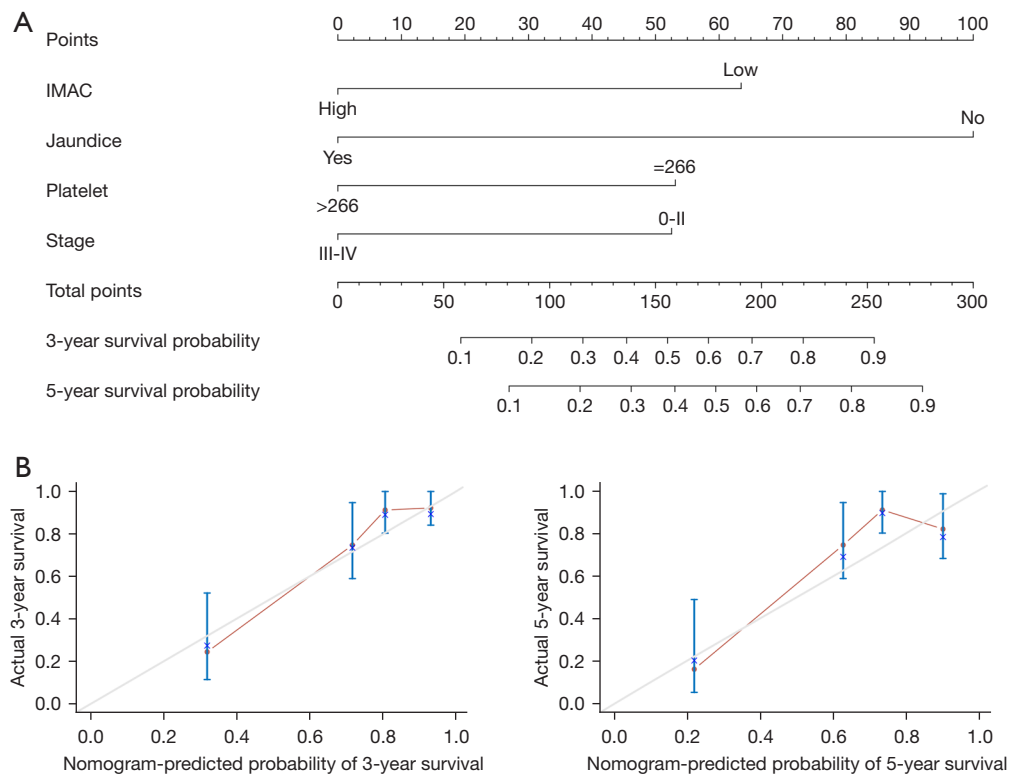 A
Points
0 10 20 30 40 50 60 70 80 90 100
IMAC
Low
High
Jaundice
No
Yes
Platelet
=266
>266
Stage
0-II
III-IV
Total points
0 50 100 150 200 250 300
3-year survival probability
0.1 0.2 0.3 0.4 0.5 0.6 0.7 0.8 0.9
5-year survival probability
0.1 0.2 0.3 0.4 0.5 0.6 0.7 0.8 0.9
B
Actual 3-year survival
1.0
0.8
0.6
0.4
0.2
0.0
0.0 0.2 0.4 0.6 0.8 1.0
Nomogram-predicted probability of 3-year survival
Actual 5-year survival
1.0
0.8
0.6
0.4
0.2
0.0
0.0 0.2 0.4 0.6 0.8 1.0
Nomogram-predicted probability of 5-year survival